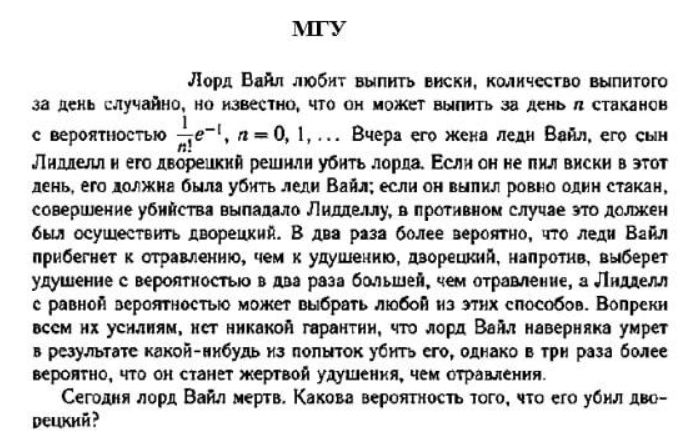 МГУ
Лорд Вайл любит выпить виски, количество выпитого
за день случайно, но известно, что он может выпить за день n стаканов
с вероятностью 1/n! e⁻¹, n = 0, 1, ... Вчера его жена леди Вайл, его сын
Лидделл и его дворецкий решили убить лорда. Если он не пил виски в этот
день, его должна была убить леди Вайл; если он выпил ровно один стакан,
совершение убийства выпадало Лидделлу, в противном случае это должен
был осуществить дворецкий. В два раза более вероятно, что леди Вайл
прибегнет к отравлению, чем к удушению, дворецкий, напротив, выберет
удушение с вероятностью в два раза большей, чем отравление, а Лидделл
с равной вероятностью может выбрать любой из этих способов. Вопреки
всем их усилиям, нет никакой гарантии, что лорд Вайл наверняка умрет
в результате какой-нибудь из попыток убить его, однако в три раза более
вероятно, что он станет жертвой удушения, чем отравления.
Сегодня лорд Вайл мертв. Какова вероятность того, что его убил дво-
рецкий?